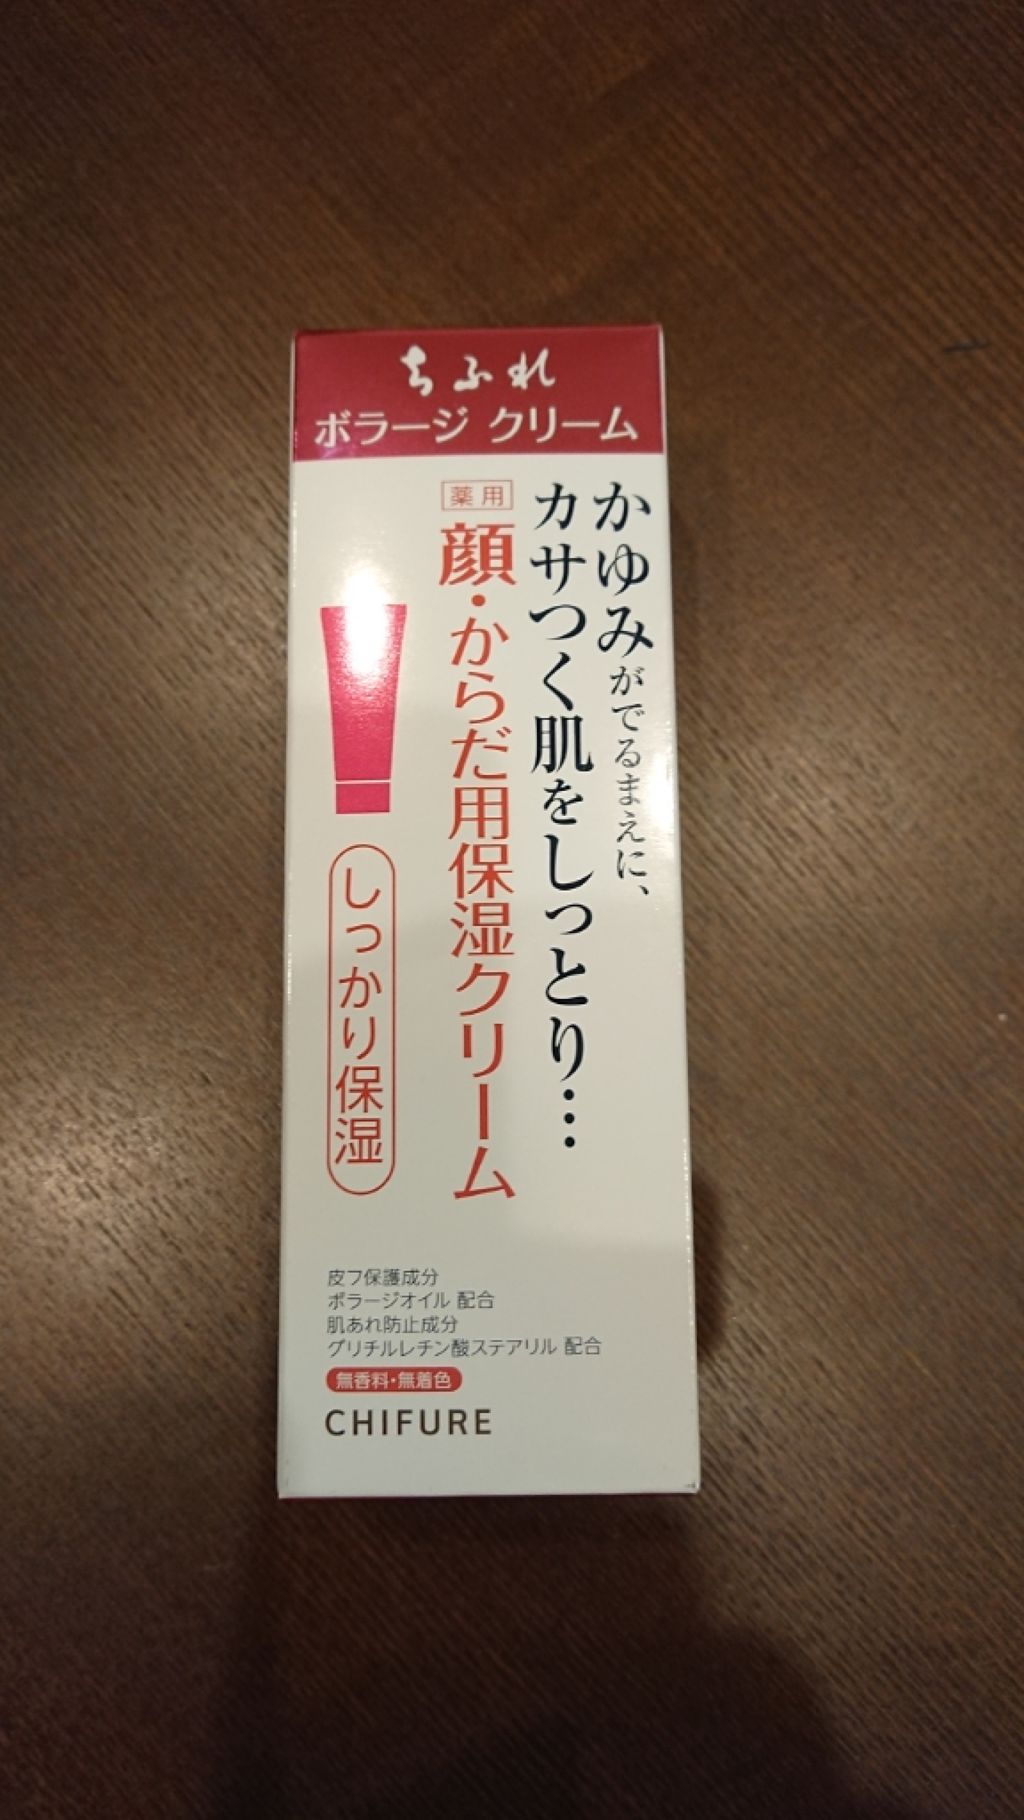 ちふれ
ボラージ クリーム
かゆみがでるまえに、
カサつく肌をしっとり…
薬用
顔・からだ用保湿クリーム
しっかり保湿
皮フ保護成分
ボラージオイル 配合
肌あれ防止成分
グリチルレチン酸ステアリル 配合
無香料・無着色
CHIFURE